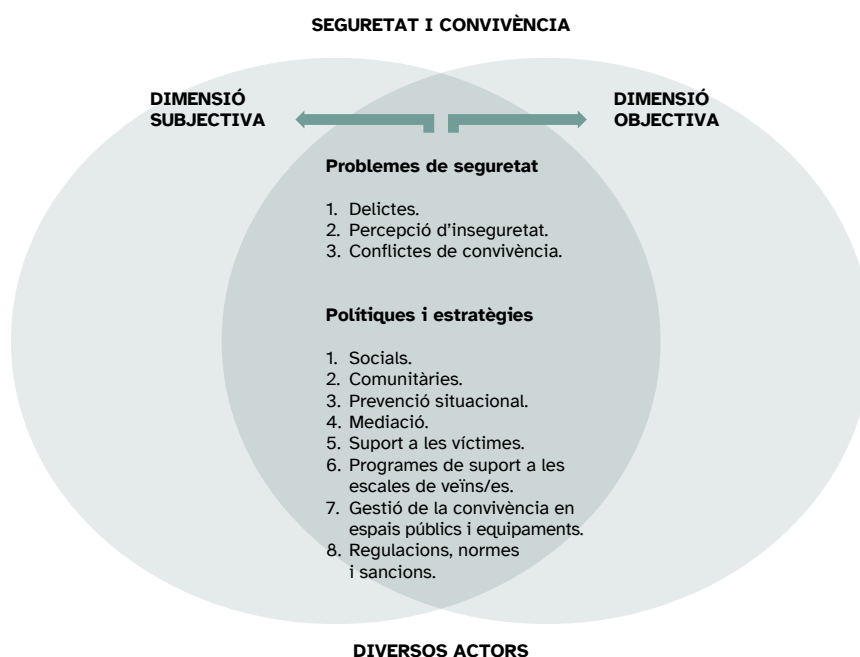 SEGURETAT I CONVIVÈNCIA
DIMENSIÓ
SUBJECTIVA
DIMENSIÓ
OBJECTIVA
Problemes de seguretat
1. Delictes.
2. Percepció d’inseguretat.
3. Conflictes de convivència.
Polítiques i estratègies
1. Socials.
2. Comunitàries.
3. Prevenció situacional.
4. Mediació.
5. Suport a les víctimes.
6. Programes de suport a les
escales de veïns/es.
7. Gestió de la convivència en
espais públics i equipaments.
8. Regulacions, normes
i sancions.
DIVERSOS ACTORS